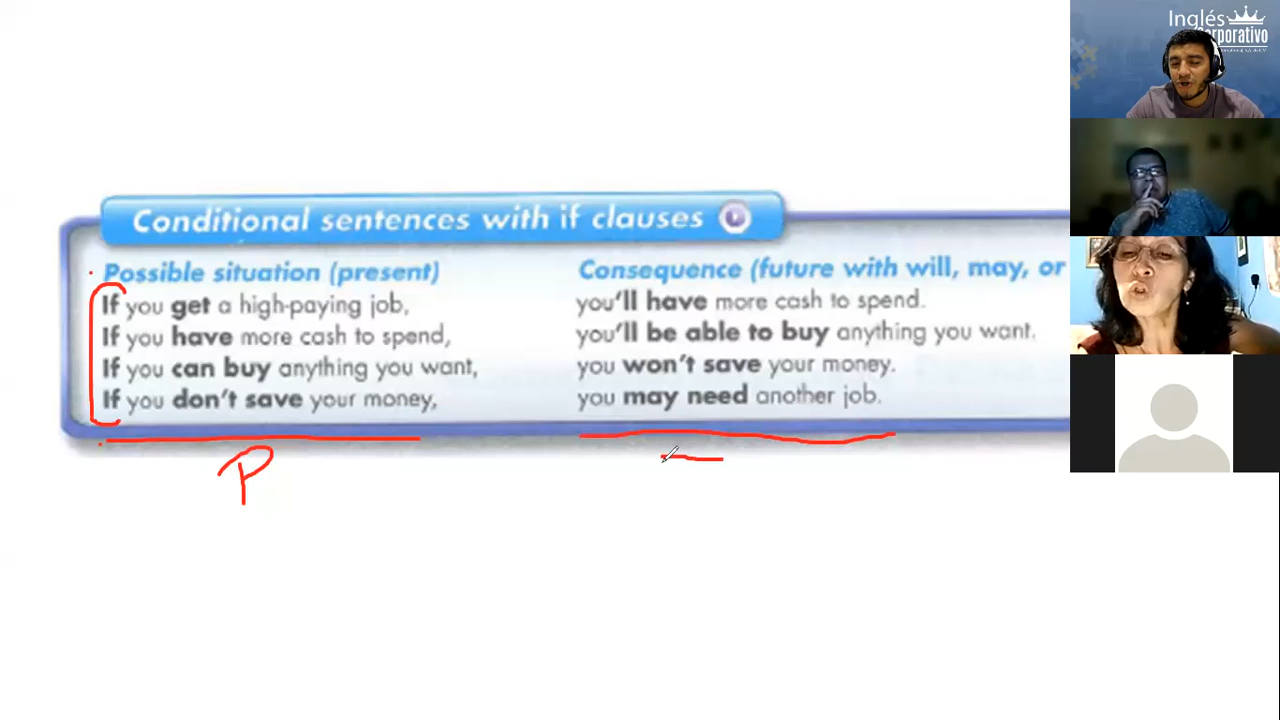 Inglés
Corporativo
Conditional sentences with if clauses
Possible situation (present)
Consequence (future with will, may, or
If you get a high-paying job,
you'll have more cash to spend.
If you have more cash to spend,
you'll be able to buy anything you want.
If you can buy anything you want,
you won't save your money.
If you don't save your money,
you may need another job.
P